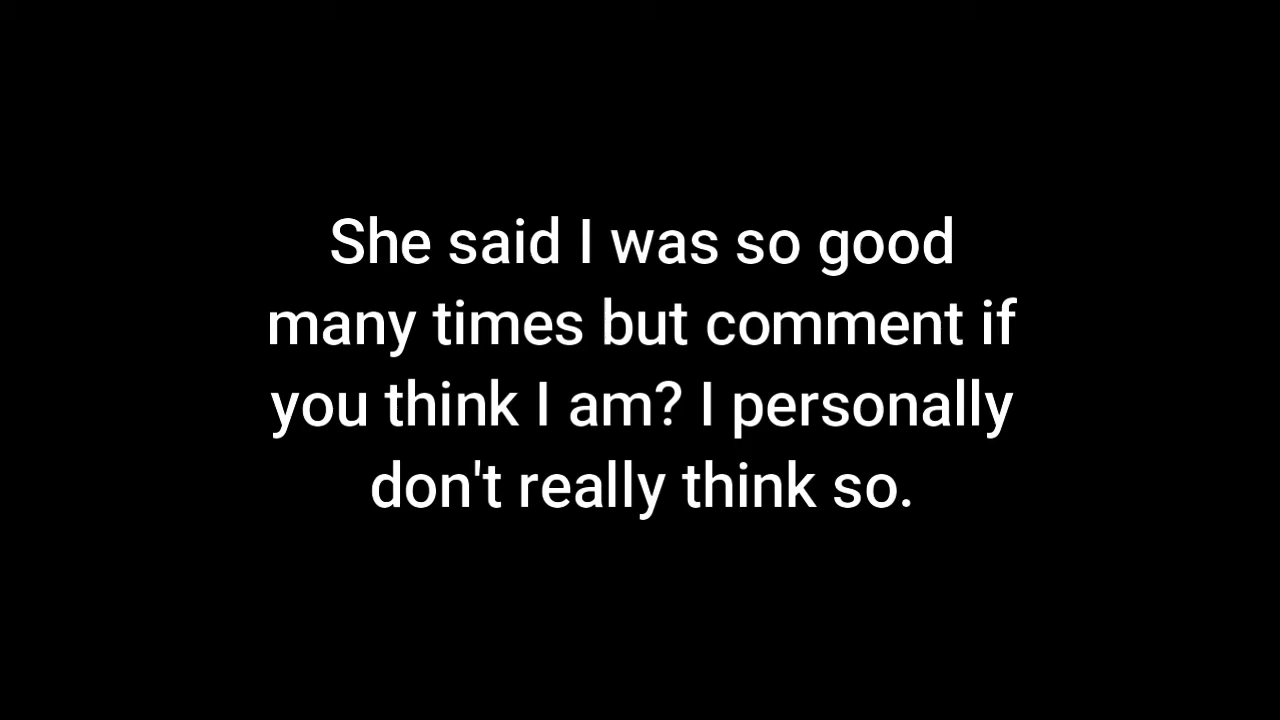 She said I was so good
many times but comment if
you think I am? I personally
don't really think so.